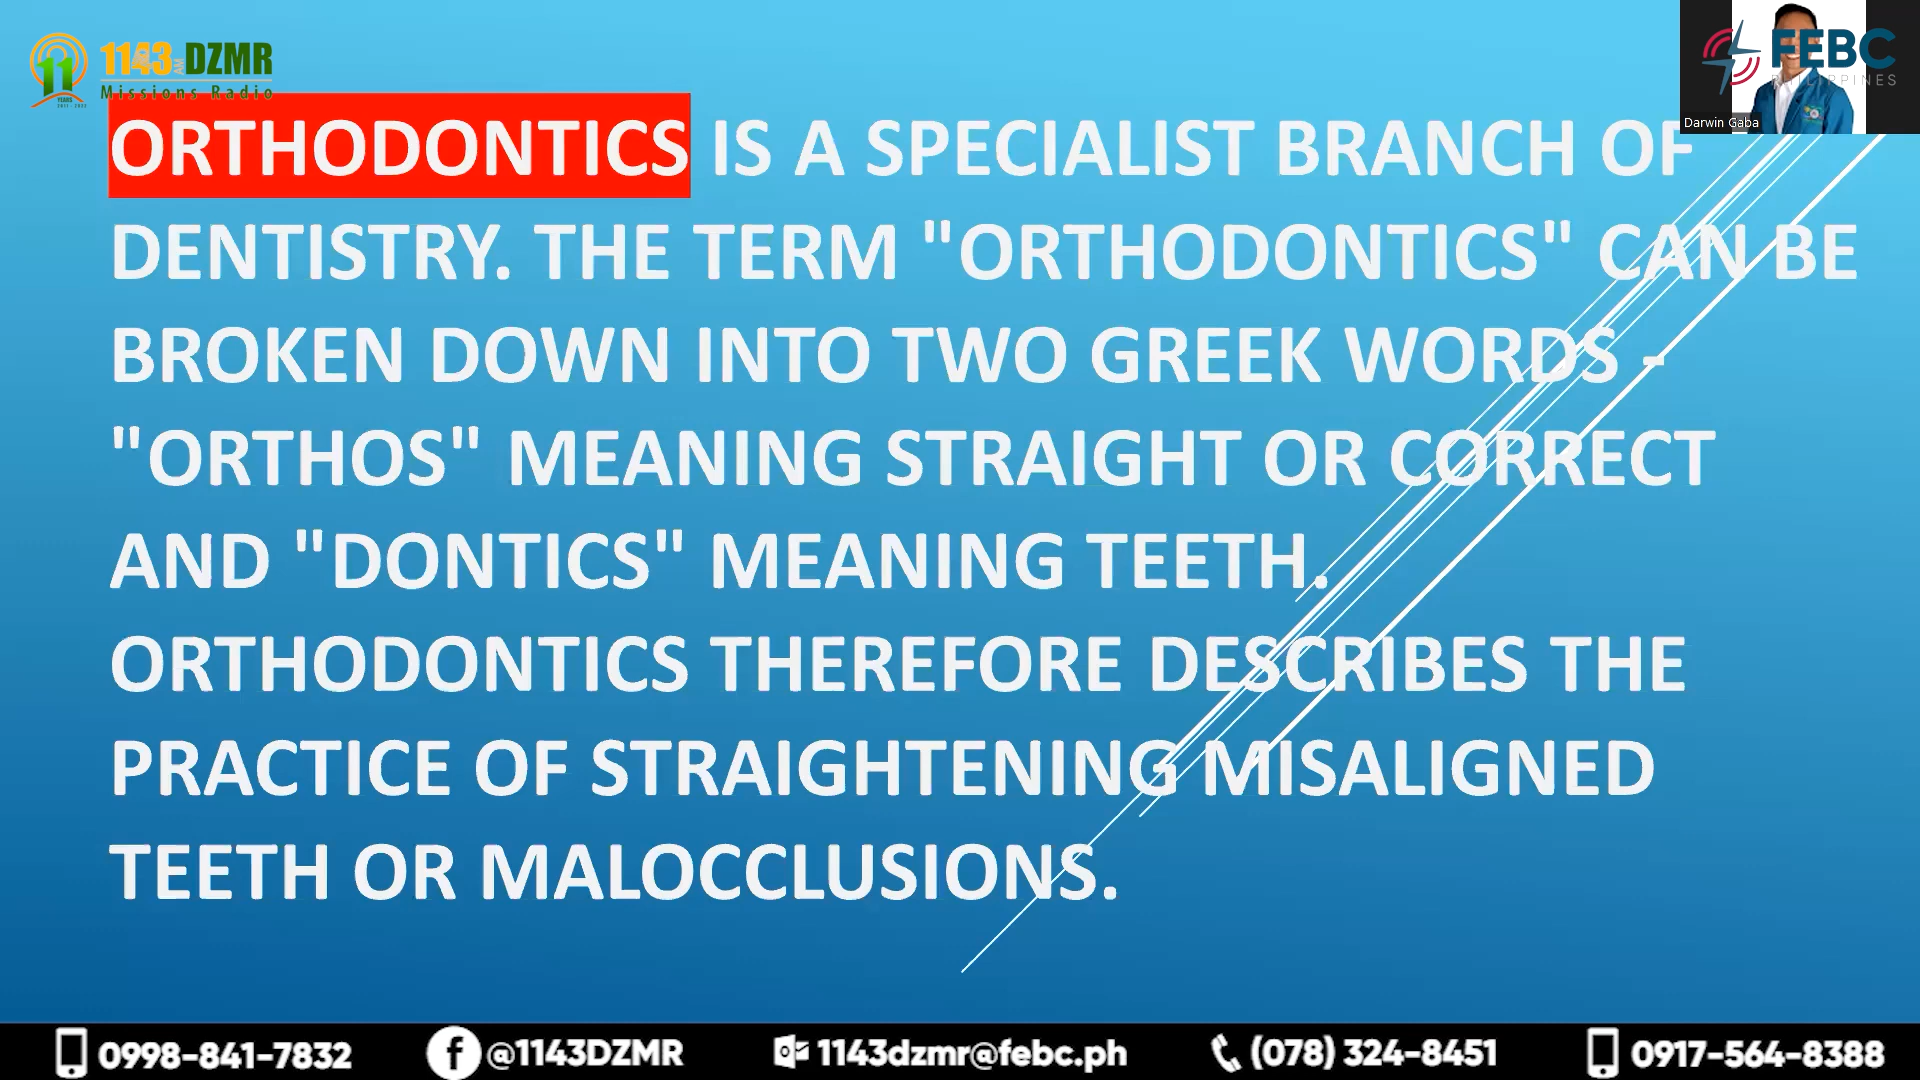 1143 AM DZMR
Missions Radio
FEBC
PHILIPPINES
Darwin Gaba
ORTHODONTICS IS A SPECIALIST BRANCH OF
DENTISTRY. THE TERM "ORTHODONTICS" CAN BE
BROKEN DOWN INTO TWO GREEK WORDS -
"ORTHOS" MEANING STRAIGHT OR CORRECT
AND "DONTICS" MEANING TEETH.
ORTHODONTICS THEREFORE DESCRIBES THE
PRACTICE OF STRAIGHTENING MISALIGNED
TEETH OR MALOCCLUSIONS.
0998-841-7832
@1143DZMR
1143dzmr@febc.ph
(078) 324-8451
0917-564-8388